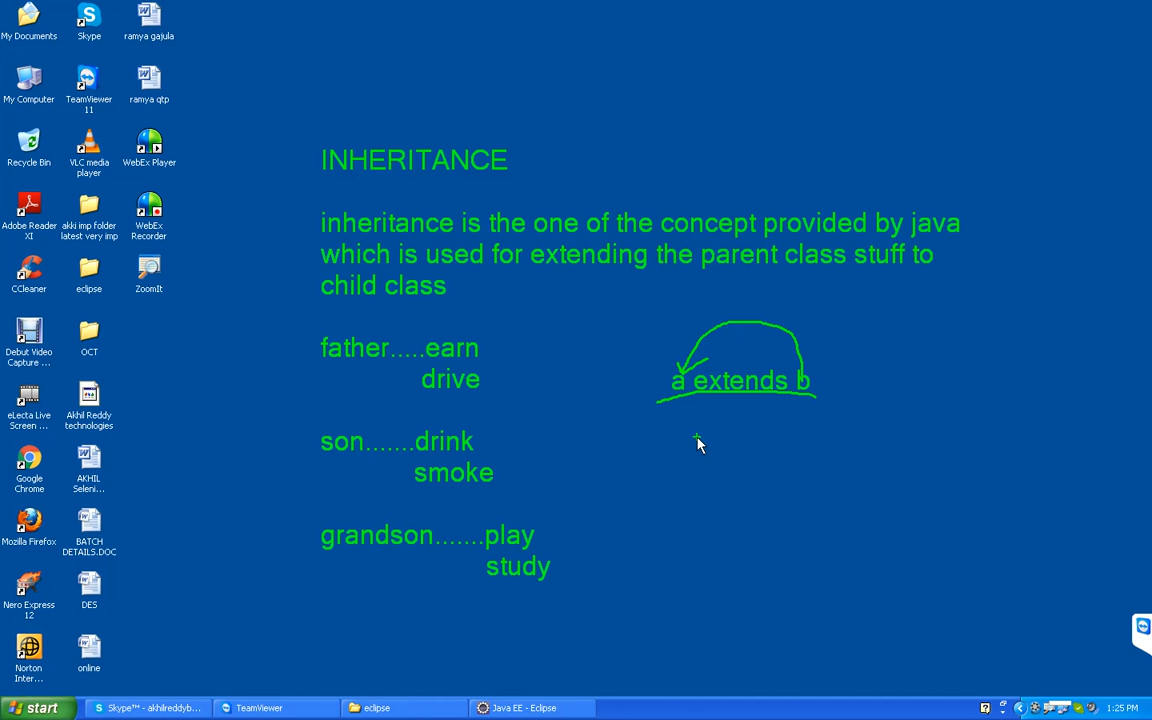 My Documents
Skype
ramya gajula
My Computer
TeamViewer
11
ramya qtp
Recycle Bin
VLC media
player
WebEx Player
Adobe Reader
XI
akki imp folder
latest very imp
WebEx
Recorder
CCleaner
eclipse
ZoomIt
Debut Video
Capture ...
OCT
eLecta Live
Screen ...
Akhil Reddy
technologies
Google
Chrome
AKHIL
Seleni...
Mozilla Firefox
BATCH
DETAILS.DOC
Nero Express
12
DES
Norton
Inter...
online
INHERITANCE
inheritance is the one of the concept provided by java
which is used for extending the parent class stuff to
child class
father.....earn
drive
a extends b
son.......drink
smoke
grandson.......play
study
start
Skype™ - akhilreddyb...
TeamViewer
eclipse
Java EE - Eclipse
1:25 PM